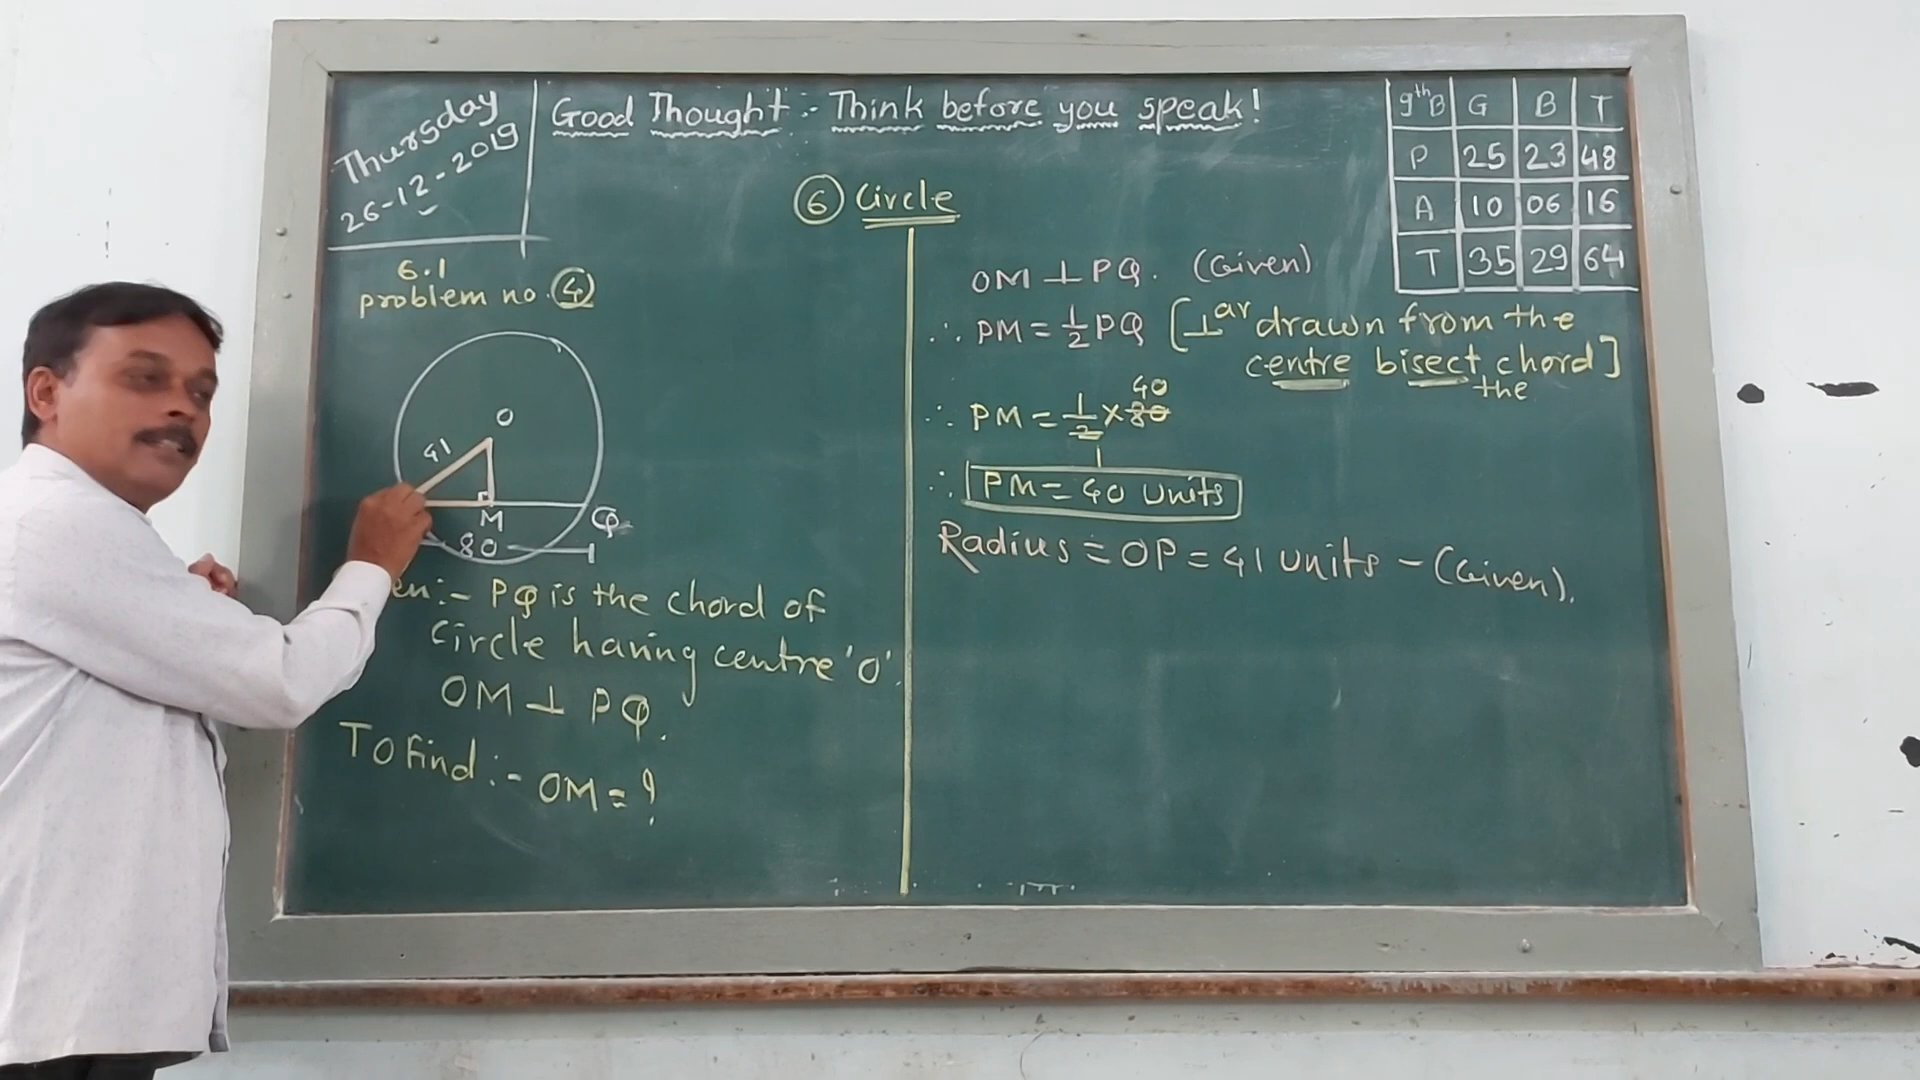 Thursday
26-12-2019
Good Thought :- Think before you speak!
9th B G B T
P 25 23 48
A 10 06 16
T 35 29 64
6 Circle
6.1
problem no. 4
O
41
M
Q
80
en:- PQ is the chord of
circle having centre 'O'.
OM ⊥ PQ.
To Find:- OM = ?
OM ⊥ PQ. (Given)
∴ PM = 1/2 PQ [⊥ar drawn from the
centre bisect the chord]
40
∴ PM = 1/2 × 80
1
∴ PM = 40 units
Radius = OP = 41 units - (Given).